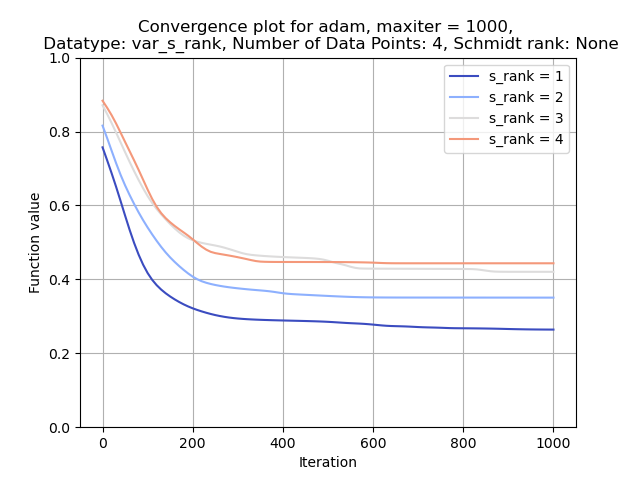 Convergence plot for adam, maxiter = 1000,
Datatype: var_s_rank, Number of Data Points: 4, Schmidt rank: None
s_rank = 1
s_rank = 2
s_rank = 3
s_rank = 4
Function value
1.0
0.8
0.6
0.4
0.2
0.0
0 200 400 600 800 1000
Iteration